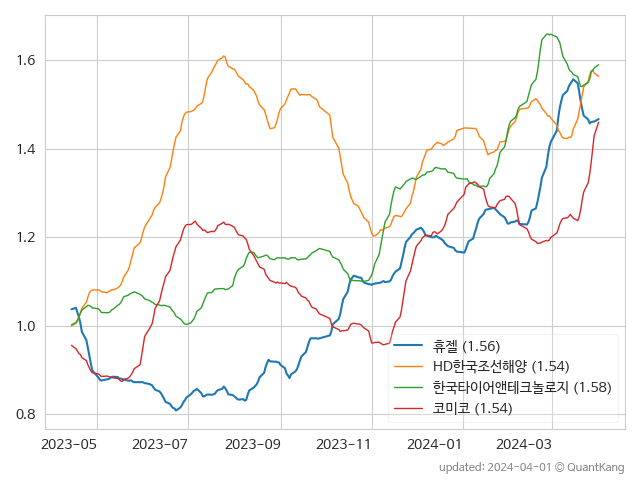 1.6
1.4
1.2
1.0
0.8
휴젤 (1.56)
HD한국조선해양 (1.54)
한국타이어앤테크놀로지 (1.58)
코미코 (1.54)
2023-05 2023-07 2023-09 2023-11 2024-01 2024-03
updated: 2024-04-01 © QuantKang